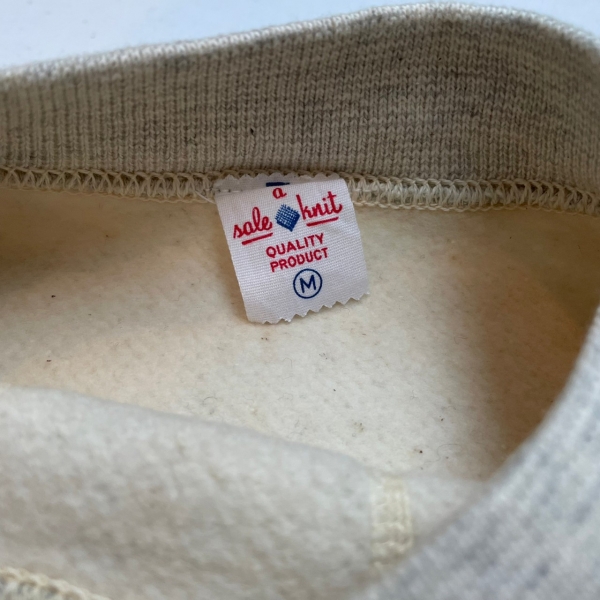 a
sale knit
QUALITY
PRODUCT
M